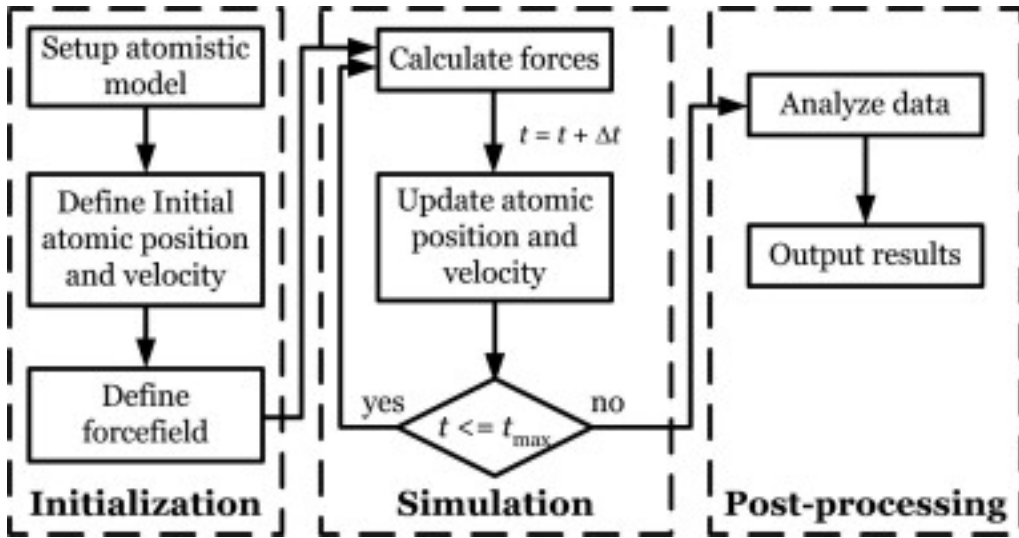 Setup atomistic
model
Define Initial
atomic position
and velocity
Define
forcefield
Initialization
Calculate forces
t = t + Δt
Update atomic
position and
velocity
yes
t <= tmax
no
Simulation
Analyze data
Output results
Post-processing